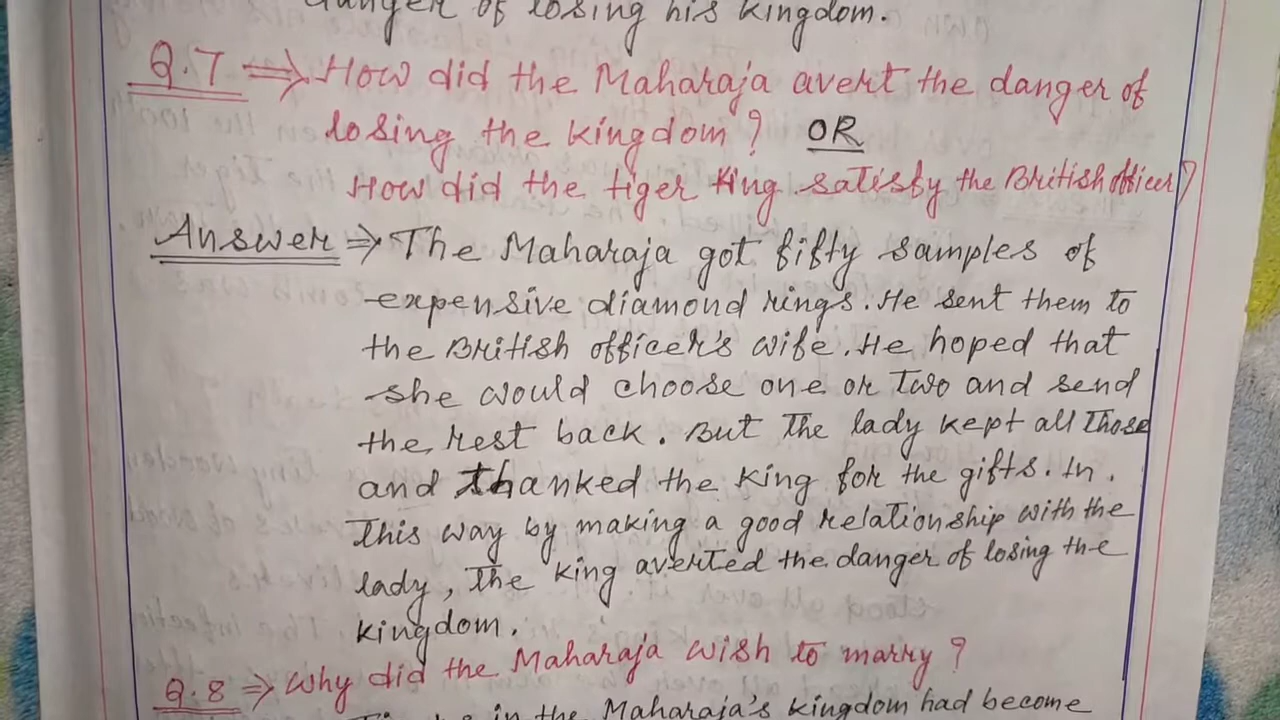 danger of losing his kingdom.
Q.7 ⇒ How did the Maharaja avert the danger of
losing the kingdom? OR
How did the tiger King satisfy the British officer?
Answer ⇒ The Maharaja got fifty samples of
expensive diamond rings. He sent them to
the British officer's wife. He hoped that
she would choose one or two and send
the rest back. But the lady kept all those
and thanked the king for the gifts. In
this way by making a good relationship with the
lady, the king averted the danger of losing the
kingdom.
Q.8 ⇒ Why did the Maharaja wish to marry?
in the Maharaja's kingdom had become